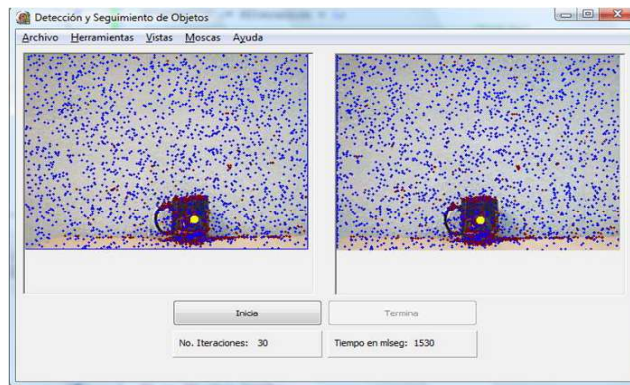 Detección y Seguimiento de Objetos
Archivo Herramientas Vistas Moscas Ayuda
Inicia Termina
No. Iteraciones: 30 Tiempo en mlseg: 1530